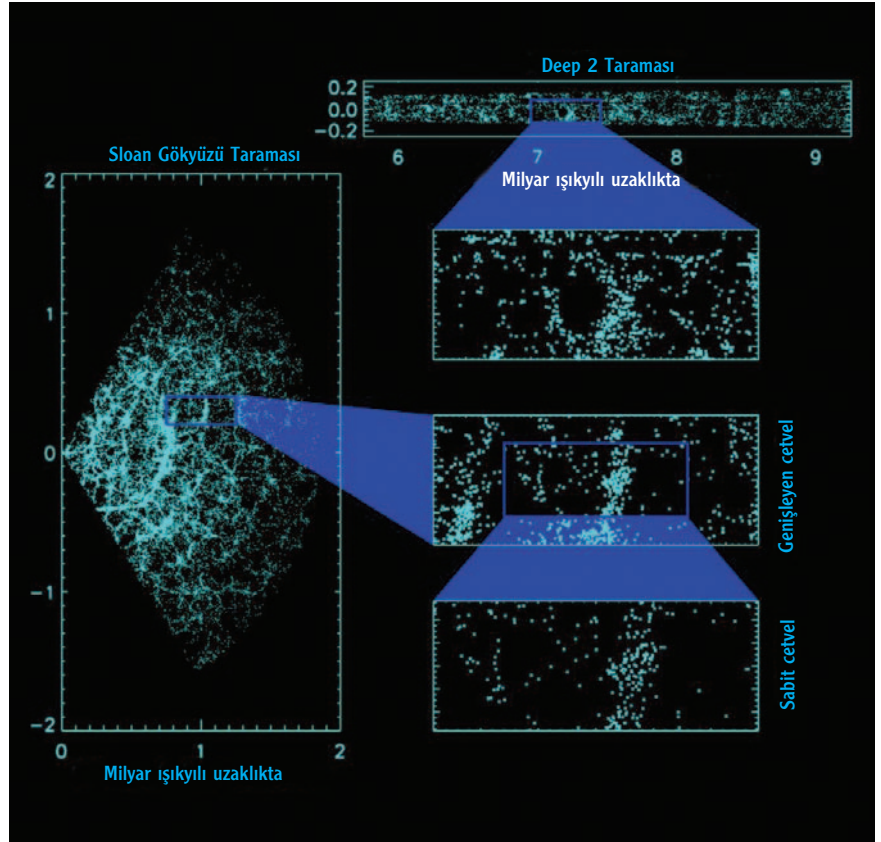 Deep 2 Taraması
0.2
0.0
−0.2
6 7 8 9
Milyar ışıkyılı uzaklıkta
Sloan Gökyüzü Taraması
2
1
0
−1
−2
0 1 2
Milyar ışıkyılı uzaklıkta
Genişleyen cetvel
Sabit cetvel